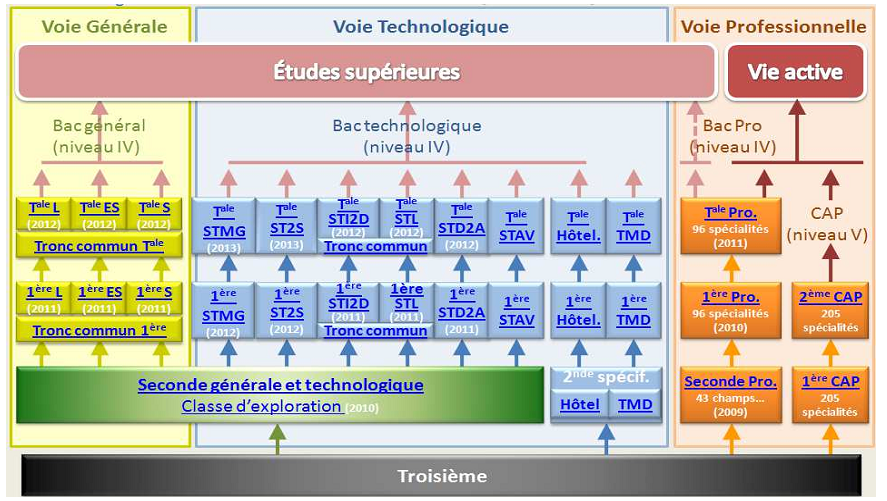 Voie Générale
Voie Technologique
Voie Professionnelle
Études supérieures
Vie active
Bac général
(niveau IV)
Bac technologique
(niveau IV)
Bac Pro
(niveau IV)
CAP
(niveau V)
Tale L
(2012)
Tale ES
(2012)
Tale S
(2012)
Tronc commun Tale
Tale
STMG
(2013)
Tale
ST2S
(2013)
Tale
STI2D
(2012)
Tale
STL
(2012)
Tronc commun
Tale
STD2A
(2012)
Tale
STAV
Tale
Hôtel.
Tale
TMD
Tale Pro.
96 spécialités
(2011)
1ère L
(2011)
1ère ES
(2011)
1ère S
(2011)
Tronc commun 1ère
1ère
STMG
(2012)
1ère
ST2S
(2012)
1ère
STI2D
(2011)
1ère
STL
(2011)
Tronc commun
1ère
STD2A
(2011)
1ère
STAV
1ère
Hôtel.
1ère
TMD
1ère Pro.
96 spécialités
(2010)
2ème CAP
205
spécialités
Seconde générale et technologique
Classe d'exploration (2010)
2nde spécif.
Hôtel
TMD
Seconde Pro.
43 champs...
(2009)
1ère CAP
205
spécialités
Troisième